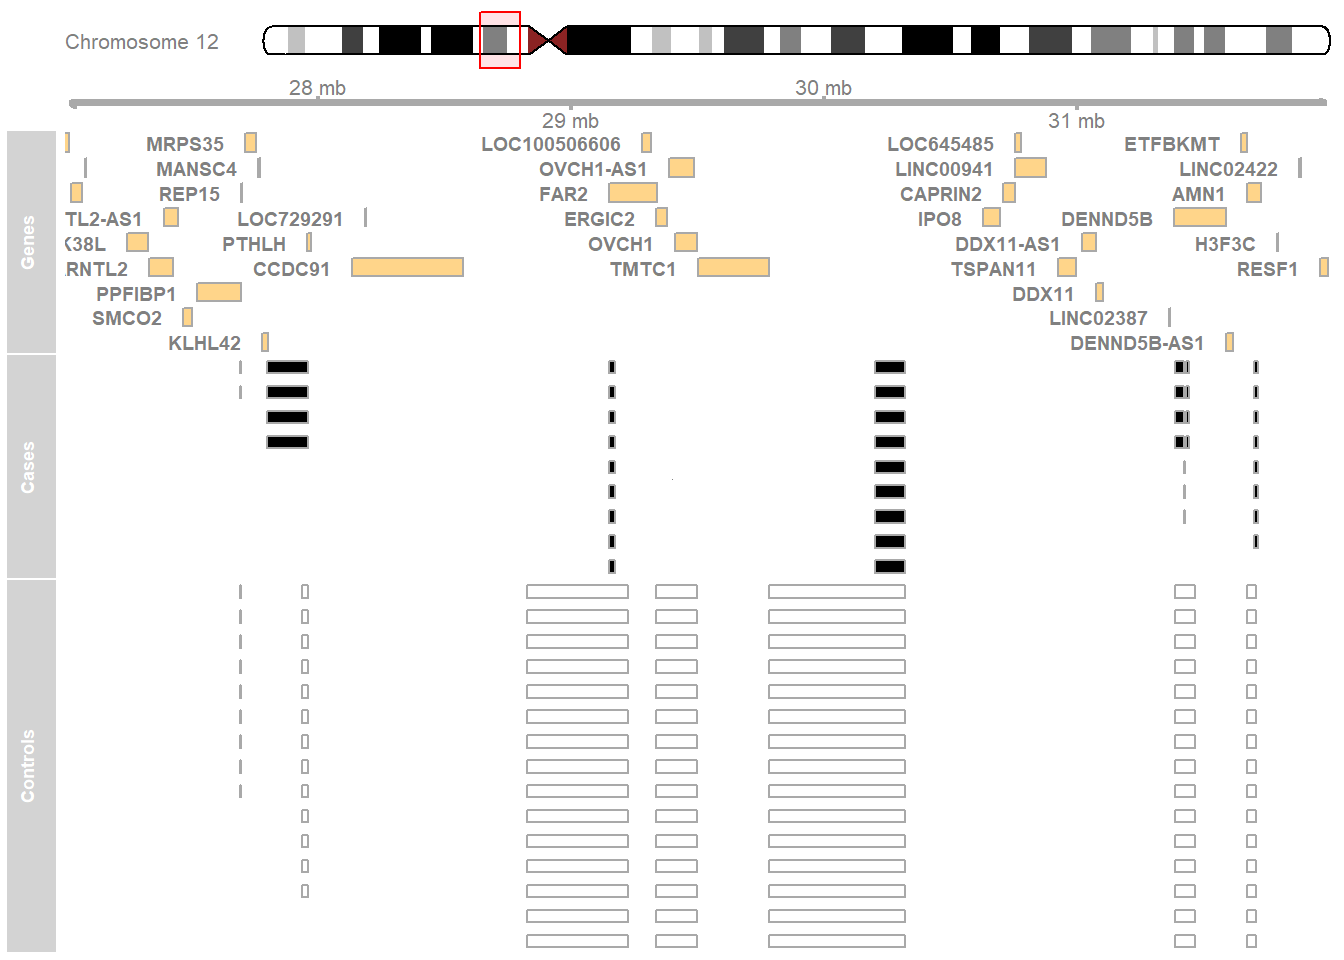 Chromosome 12
28 mb
30 mb
29 mb
31 mb
Genes
MRPS35
LOC100506606
LOC645485
ETFBKMT
MANSC4
OVCH1-AS1
LINC00941
LINC02422
REP15
FAR2
CAPRIN2
AMN1
TL2-AS1
LOC729291
ERGIC2
IPO8
DENND5B
K38L
PTHLH
OVCH1
DDX11-AS1
H3F3C
RNTL2
CCDC91
TMTC1
TSPAN11
RESF1
PPFIBP1
DDX11
SMCO2
LINC02387
KLHL42
DENND5B-AS1
Cases
Controls